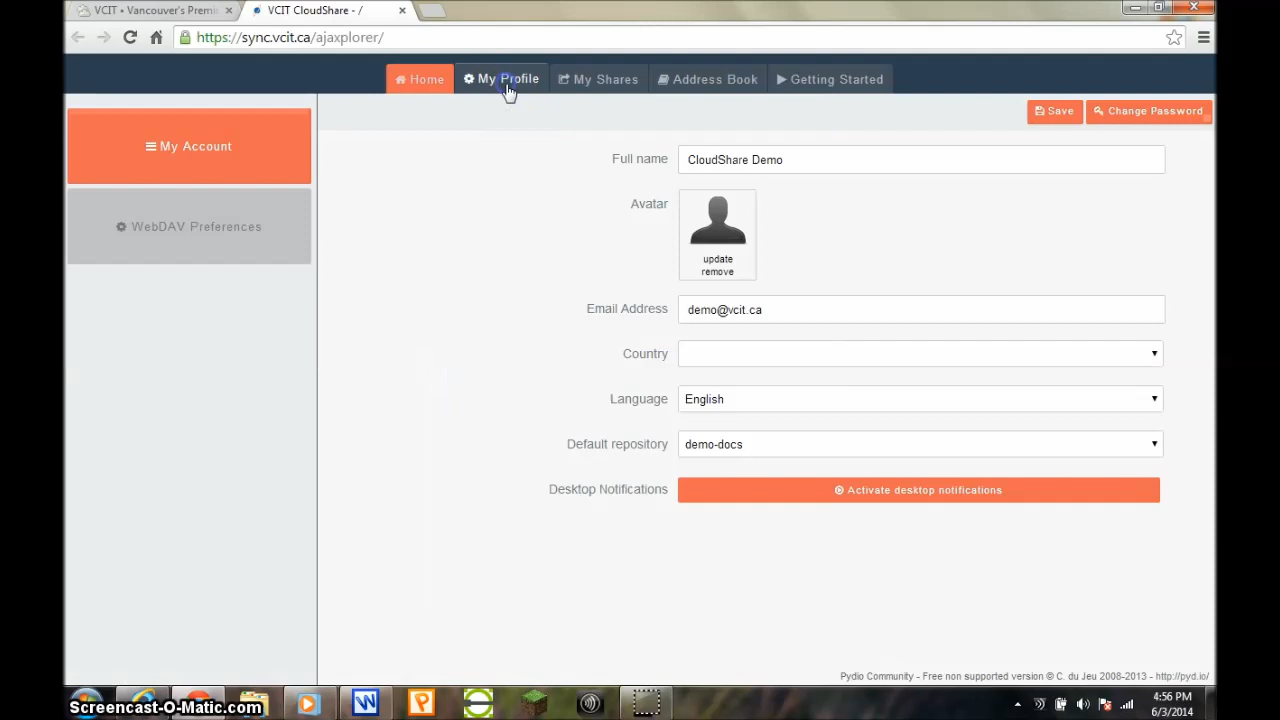 VCIT • Vancouver's Premi
VCIT CloudShare - /
https://sync.vcit.ca/ajaxplorer/
Home
My Profile
My Shares
Address Book
Getting Started
Save
Change Password
My Account
WebDAV Preferences
Full name
CloudShare Demo
Avatar
update
remove
Email Address
demo@vcit.ca
Country
Language
English
Default repository
demo-docs
Desktop Notifications
Activate desktop notifications
Pydio Community - Free non supported version © C. du Jeu 2008-2013 - http://pyd.io/
4:56 PM
6/3/2014
Screencast-O-Matic.com